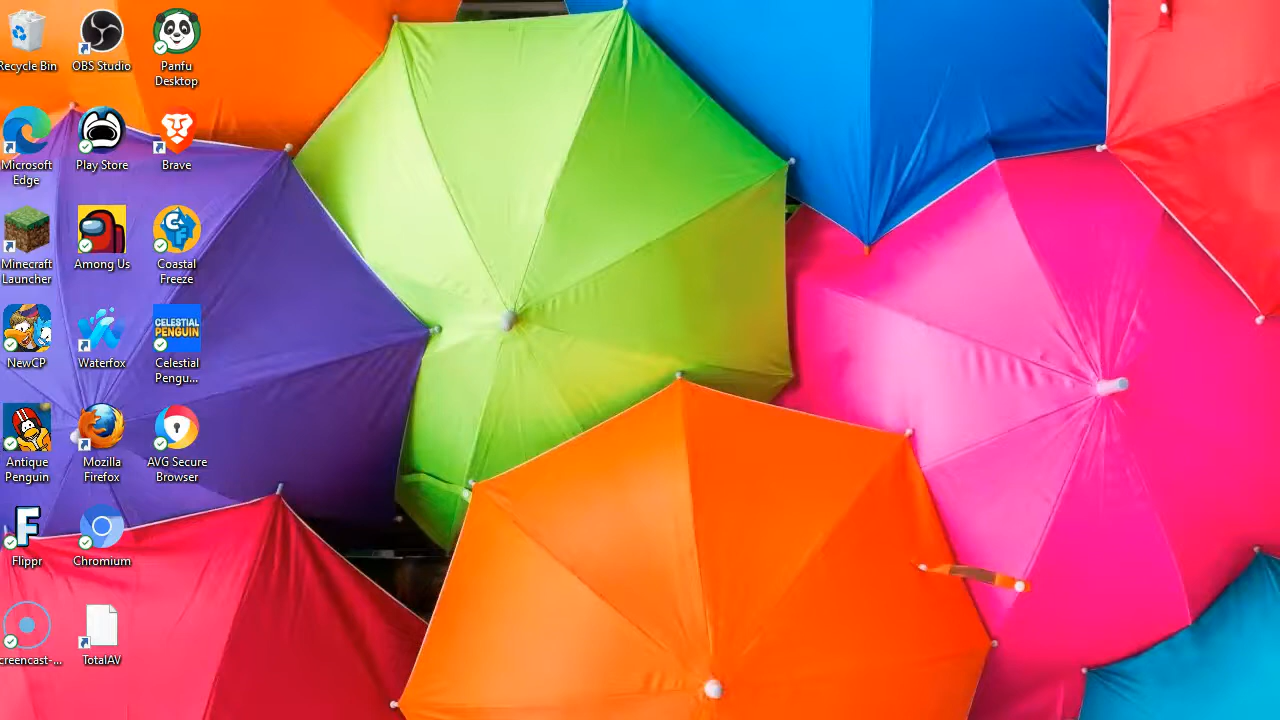 Recycle Bin
OBS Studio
Panfu
Desktop
Microsoft
Edge
Play Store
Brave
Minecraft
Launcher
Among Us
Coastal
Freeze
NewCP
Waterfox
CELESTIAL
PENGUIN
Celestial
Pengu...
Antique
Penguin
Mozilla
Firefox
AVG Secure
Browser
Flippr
Chromium
creencast-...
TotalAV